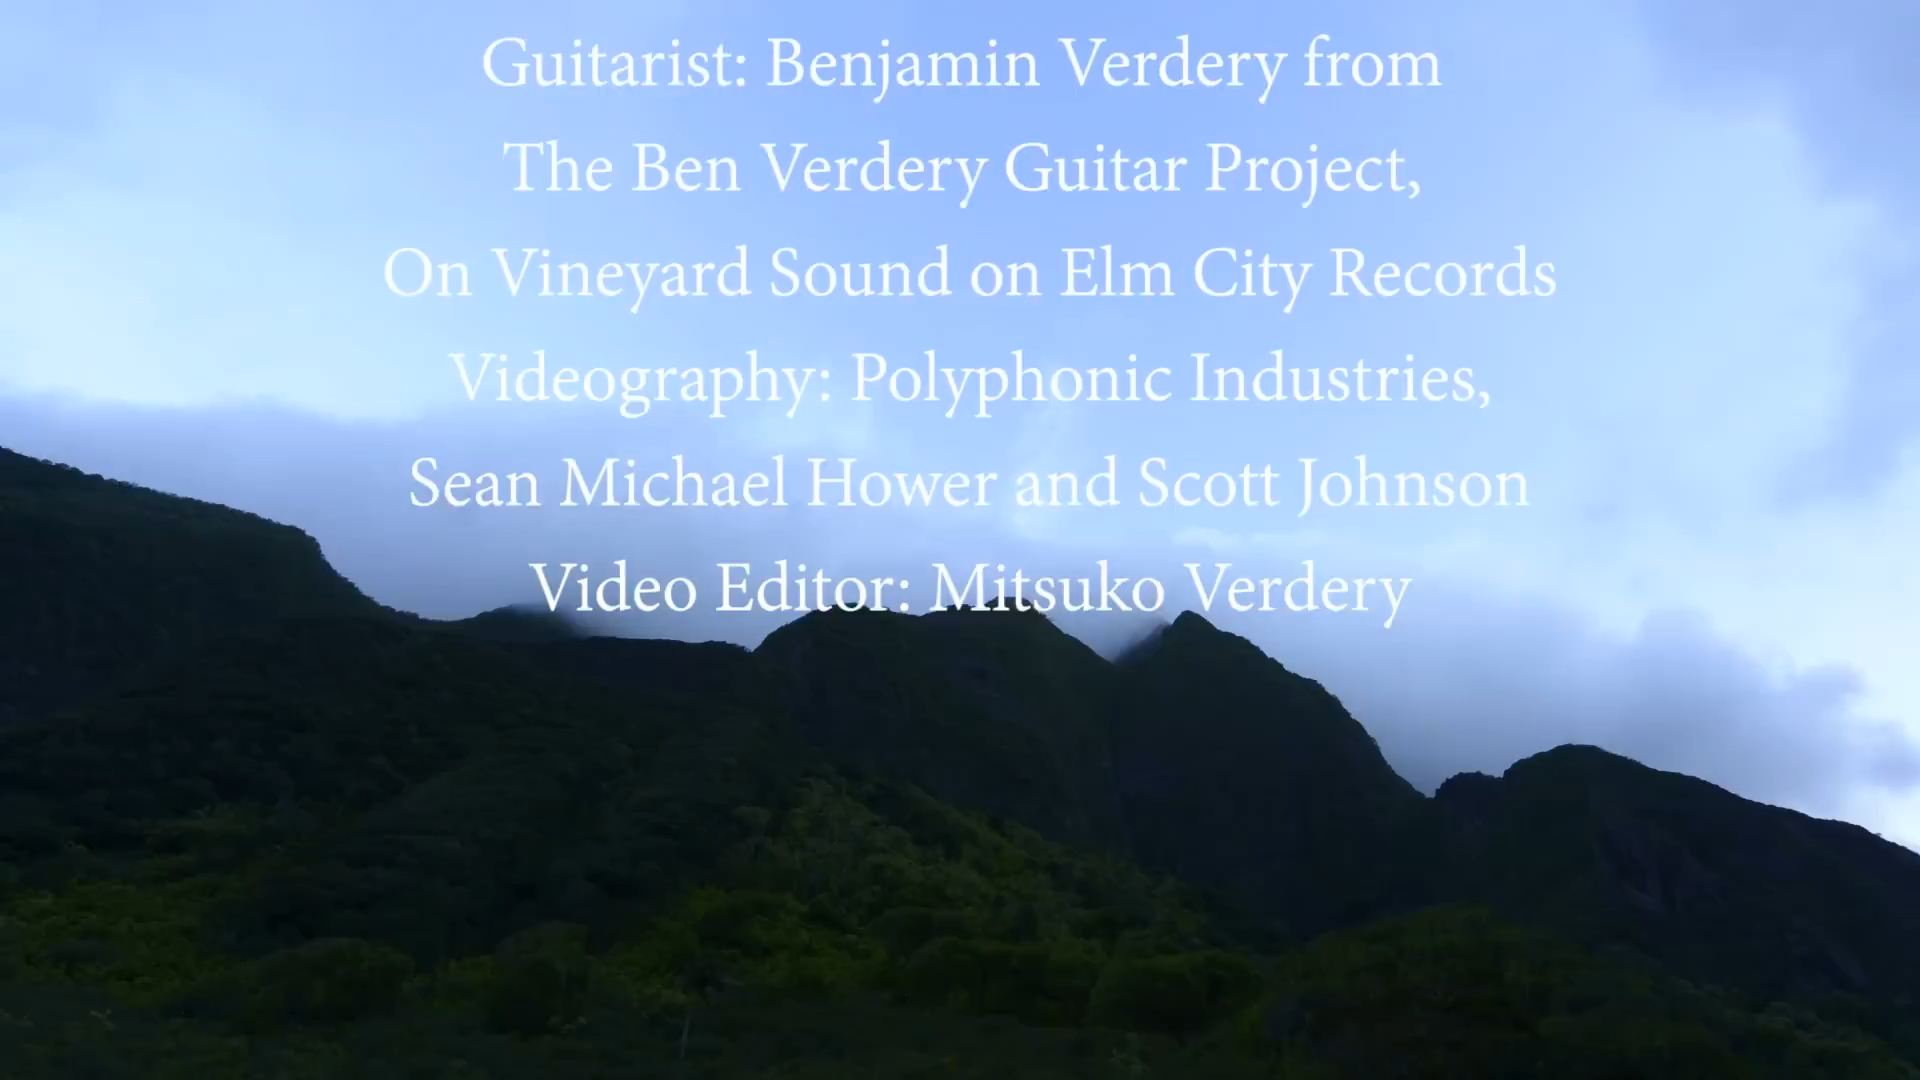 Guitarist: Benjamin Verdery from
The Ben Verdery Guitar Project,
On Vineyard Sound on Elm City Records
Videography: Polyphonic Industries,
Sean Michael Hower and Scott Johnson
Video Editor: Mitsuko Verdery